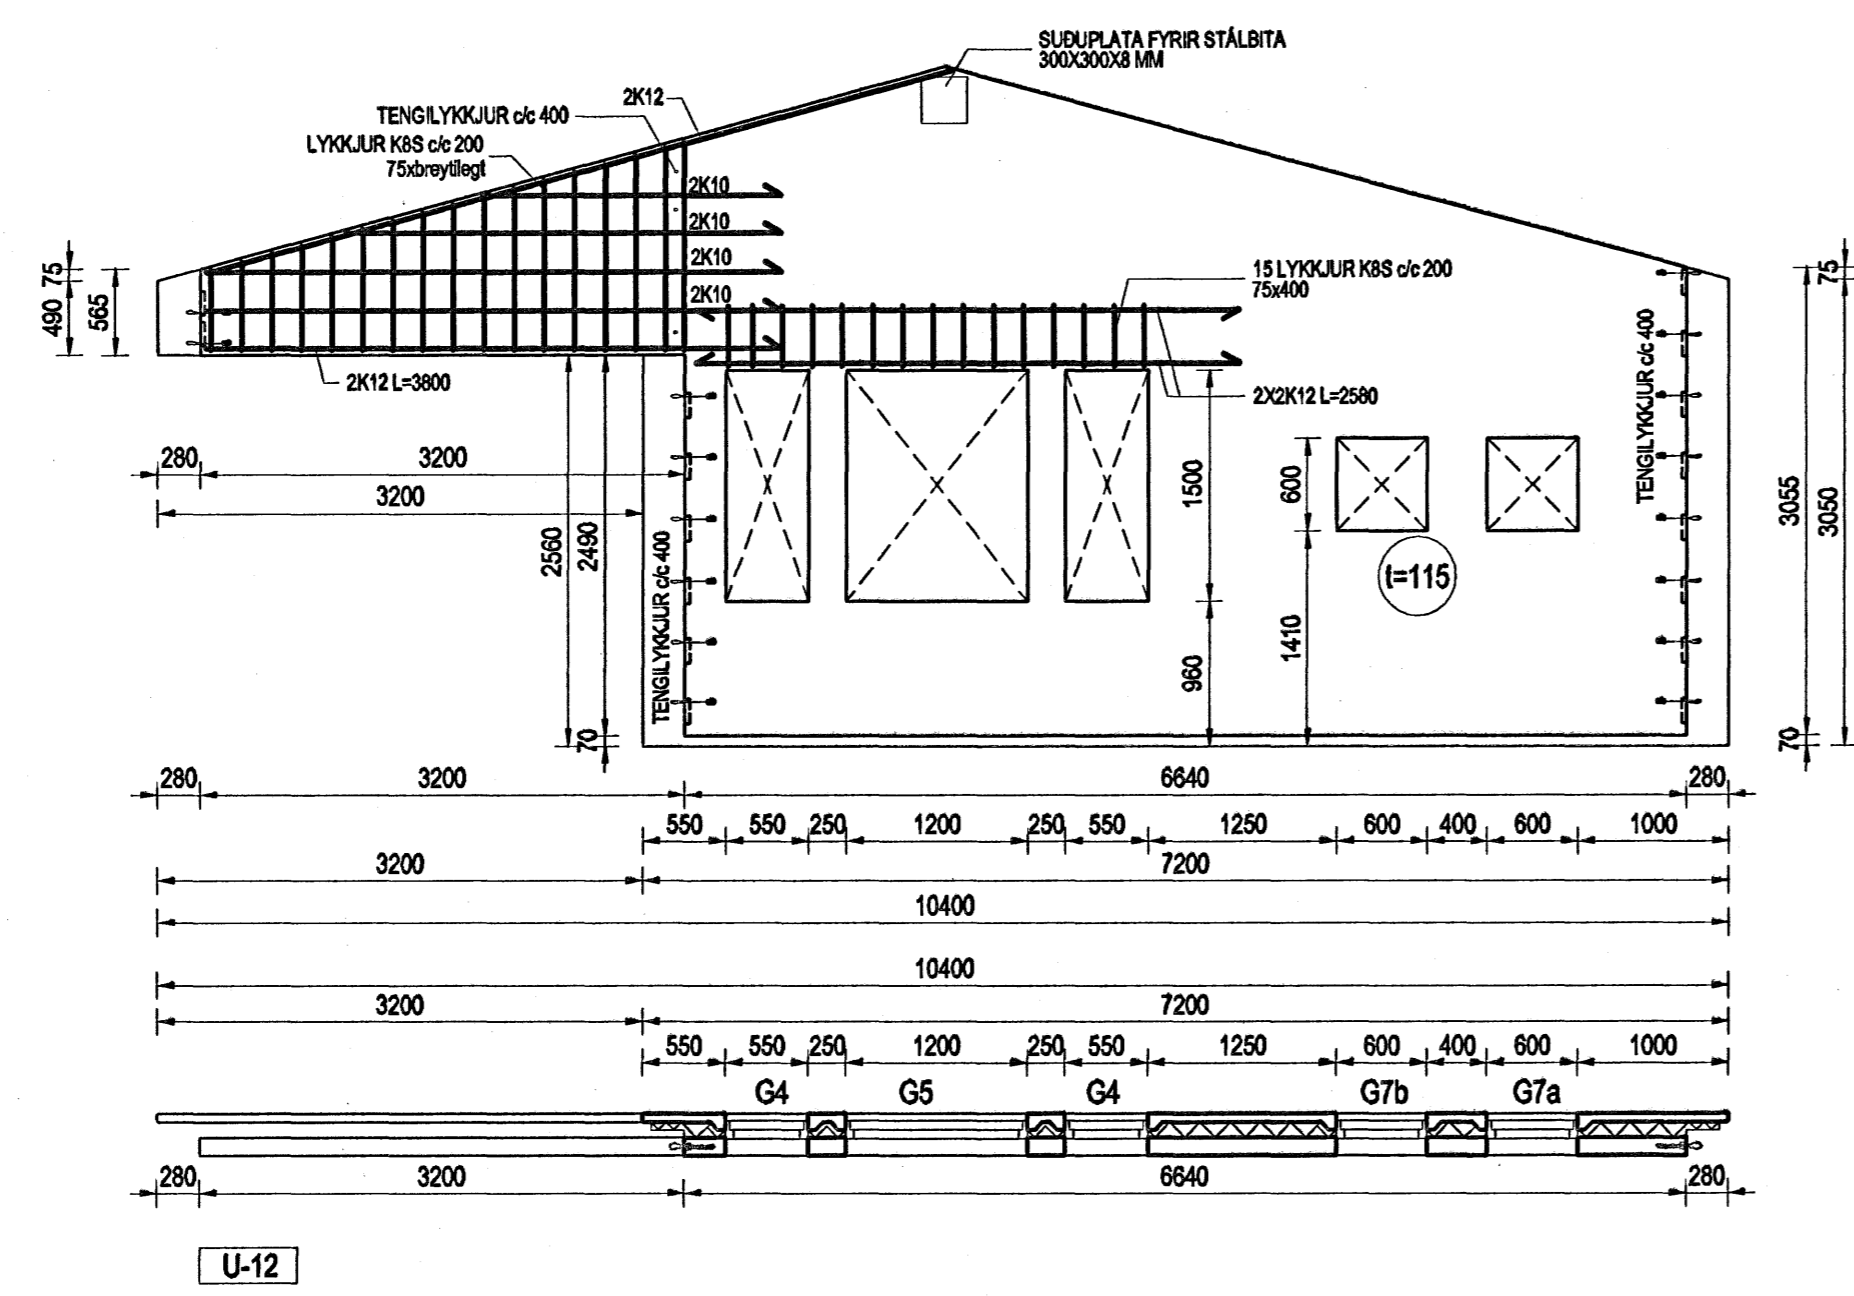 SUÐUPLATA FYRIR STÁLBITA
300X300X8 MM
2K12
TENGILYKKJUR c/c 400
LYKKJUR K8S c/c 200
75xbreytilegt
2K10
2K10
2K10
2K10
15 LYKKJUR K8S c/c 200
75x400
75
490
565
75
2K12 L=3800
2X2K12 L=2580
TENGILYKKJUR c/c 400
280
3200
3200
2560
2490
70
TENGILYKKJUR c/c 400
1500
960
600
1410
t=115
3055
3050
70
280
3200
6640
280
550
550
250
1200
250
550
1250
600
400
600
1000
3200
7200
10400
10400
3200
7200
550
550
250
1200
250
550
1250
600
400
600
1000
G4
G5
G4
G7b
G7a
280
3200
6640
280
U-12